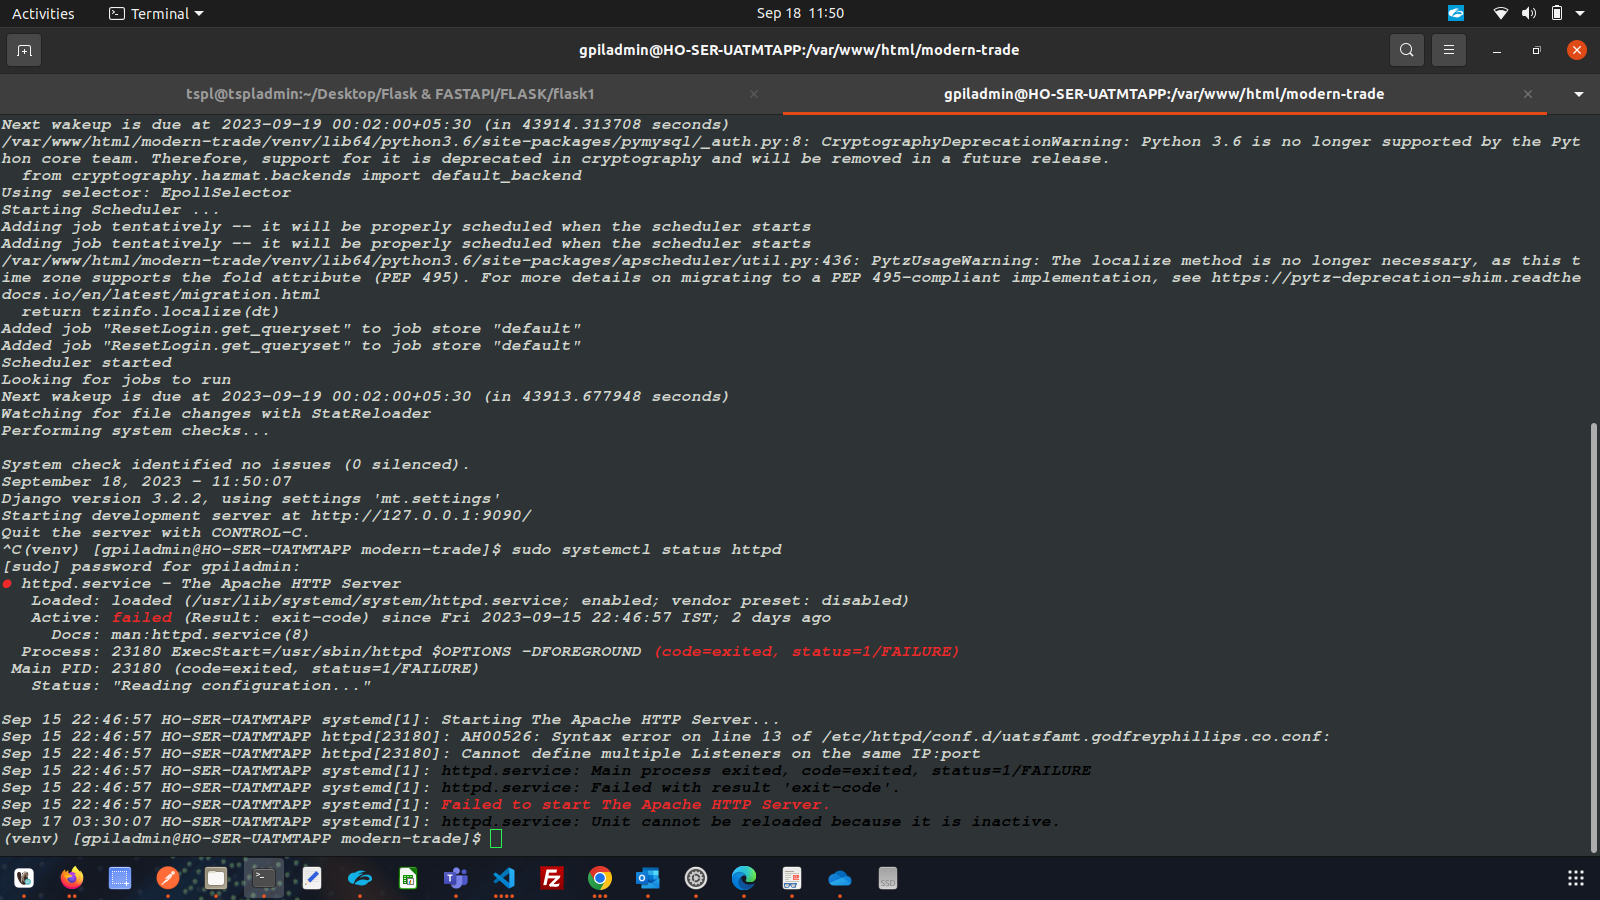 Activities
Terminal
Sep 18 11:50
gpiladmin@HO-SER-UATMTAPP:/var/www/html/modern-trade
tspl@tspladmin:~/Desktop/Flask & FASTAPI/FLASK/flask1
gpiladmin@HO-SER-UATMTAPP:/var/www/html/modern-trade
Next wakeup is due at 2023-09-19 00:02:00+05:30 (in 43914.313708 seconds)
/var/www/html/modern-trade/venv/lib64/python3.6/site-packages/pymysql/_auth.py:8: CryptographyDeprecationWarning: Python 3.6 is no longer supported by the Pyt
hon core team. Therefore, support for it is deprecated in cryptography and will be removed in a future release.
  from cryptography.hazmat.backends import default_backend
Using selector: EpollSelector
Starting Scheduler ...
Adding job tentatively -- it will be properly scheduled when the scheduler starts
Adding job tentatively -- it will be properly scheduled when the scheduler starts
/var/www/html/modern-trade/venv/lib64/python3.6/site-packages/apscheduler/util.py:436: PytzUsageWarning: The localize method is no longer necessary, as this t
ime zone supports the fold attribute (PEP 495). For more details on migrating to a PEP 495-compliant implementation, see https://pytz-deprecation-shim.readthe
docs.io/en/latest/migration.html
  return tzinfo.localize(dt)
Added job "ResetLogin.get_queryset" to job store "default"
Added job "ResetLogin.get_queryset" to job store "default"
Scheduler started
Looking for jobs to run
Next wakeup is due at 2023-09-19 00:02:00+05:30 (in 43913.677948 seconds)
Watching for file changes with StatReloader
Performing system checks...
System check identified no issues (0 silenced).
September 18, 2023 - 11:50:07
Django version 3.2.2, using settings 'mt.settings'
Starting development server at http://127.0.0.1:9090/
Quit the server with CONTROL-C.
^C(venv) [gpiladmin@HO-SER-UATMTAPP modern-trade]$ sudo systemctl status httpd
[sudo] password for gpiladmin:
● httpd.service - The Apache HTTP Server
   Loaded: loaded (/usr/lib/systemd/system/httpd.service; enabled; vendor preset: disabled)
   Active: failed (Result: exit-code) since Fri 2023-09-15 22:46:57 IST; 2 days ago
     Docs: man:httpd.service(8)
  Process: 23180 ExecStart=/usr/sbin/httpd $OPTIONS -DFOREGROUND (code=exited, status=1/FAILURE)
 Main PID: 23180 (code=exited, status=1/FAILURE)
   Status: "Reading configuration..."
Sep 15 22:46:57 HO-SER-UATMTAPP systemd[1]: Starting The Apache HTTP Server...
Sep 15 22:46:57 HO-SER-UATMTAPP httpd[23180]: AH00526: Syntax error on line 13 of /etc/httpd/conf.d/uatsfamt.godfreyphillips.co.conf:
Sep 15 22:46:57 HO-SER-UATMTAPP httpd[23180]: Cannot define multiple Listeners on the same IP:port
Sep 15 22:46:57 HO-SER-UATMTAPP systemd[1]: httpd.service: Main process exited, code=exited, status=1/FAILURE
Sep 15 22:46:57 HO-SER-UATMTAPP systemd[1]: httpd.service: Failed with result 'exit-code'.
Sep 15 22:46:57 HO-SER-UATMTAPP systemd[1]: Failed to start The Apache HTTP Server.
Sep 17 03:30:07 HO-SER-UATMTAPP systemd[1]: httpd.service: Unit cannot be reloaded because it is inactive.
(venv) [gpiladmin@HO-SER-UATMTAPP modern-trade]$
SSD